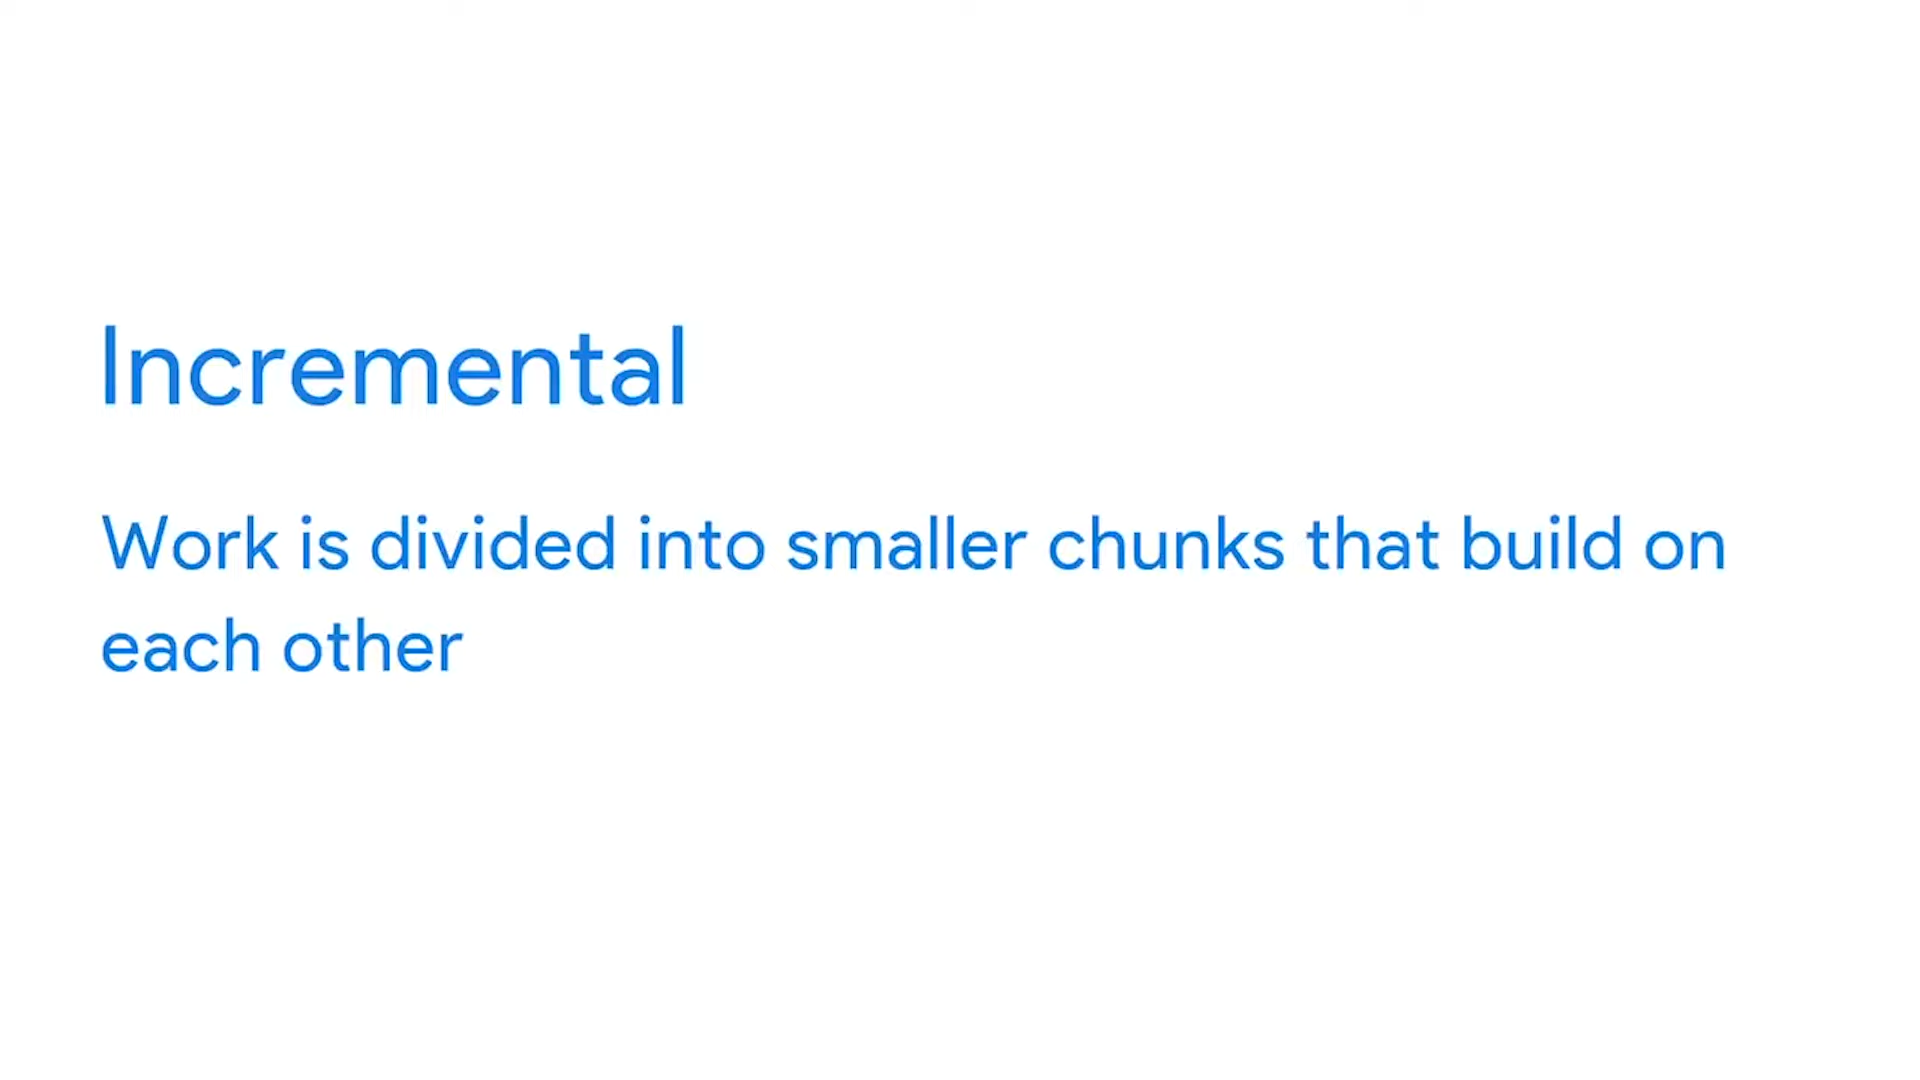 Incremental
Work is divided into smaller chunks that build on
each other